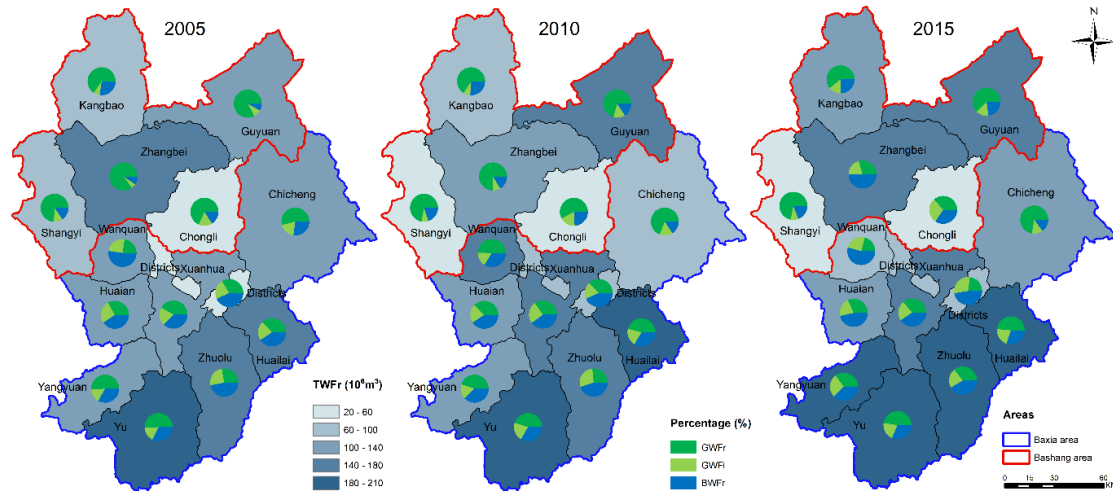 2005
Kangbao
Guyuan
Zhangbei
Chicheng
Shangyi
Wanquan
Chongli
Districts
Xuanhua
Huaian
Districts
Huailai
Zhuolu
Yangyuan
Yu
TWFr (10⁶m³)
20 - 60
60 - 100
100 - 140
140 - 180
180 - 210
2010
Kangbao
Guyuan
Zhangbei
Chicheng
Shangyi
Wanquan
Chongli
Districts
Xuanhua
Huaian
Districts
Huailai
Zhuolu
Yangyuan
Yu
Percentage (%)
GWFr
GWFi
BWFr
2015
N
Kangbao
Guyuan
Zhangbei
Chicheng
Shangyi
Wanquan
Chongli
Districts
Xuanhua
Huaian
Districts
Huailai
Zhuolu
Yangyuan
Yu
Areas
Baxia area
Bashang area
0 15 30 60